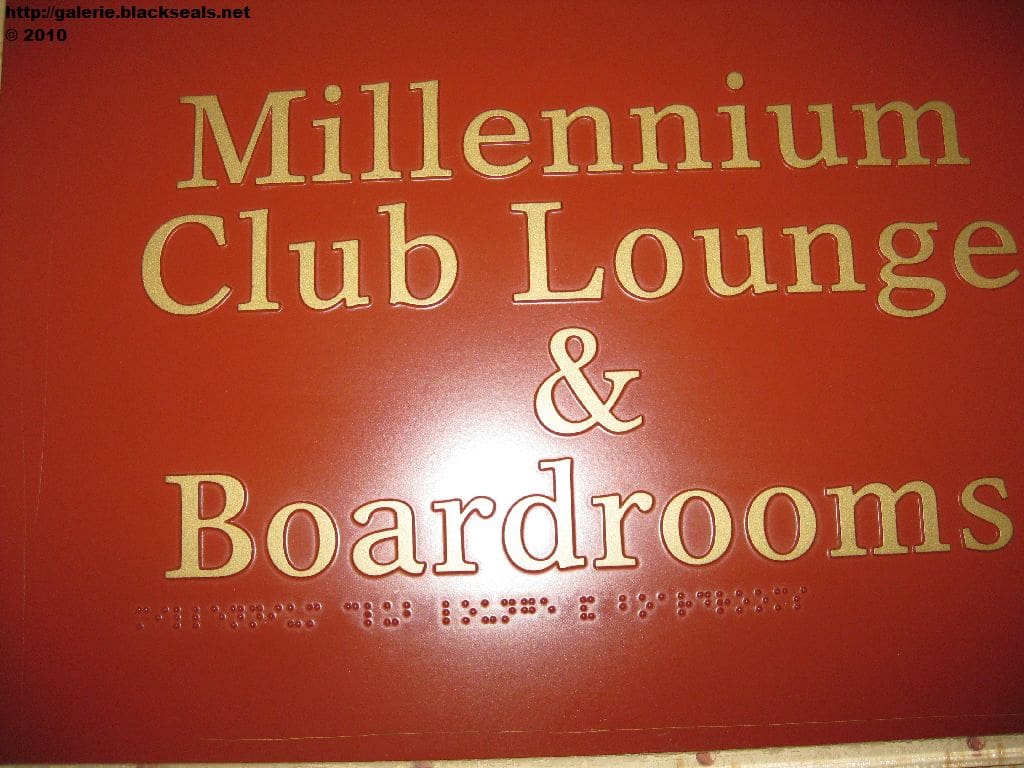 http://galerie.blackseals.net
© 2010
Millennium
Club Lounge
&
Boardrooms